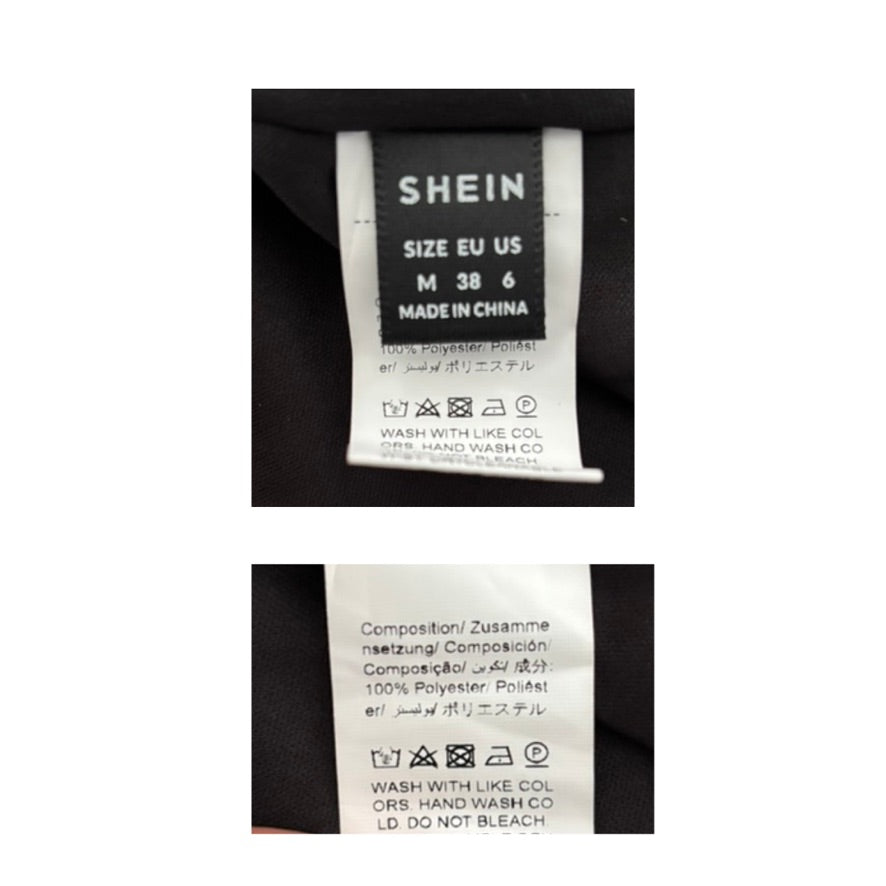 SHEIN
SIZE EU US
M 38 6
MADE IN CHINA
100% Polyester/ Poliést
er/ بوليستر/ ポリエステル
WASH WITH LIKE COL
ORS. HAND WASH CO
Composition/ Zusamme
nsetzung/ Composición/
Composição/ تكوين/ 成分:
100% Polyester/ Poliést
er/ بوليستر/ ポリエステル
WASH WITH LIKE COL
ORS. HAND WASH CO
LD. DO NOT BLEACH.